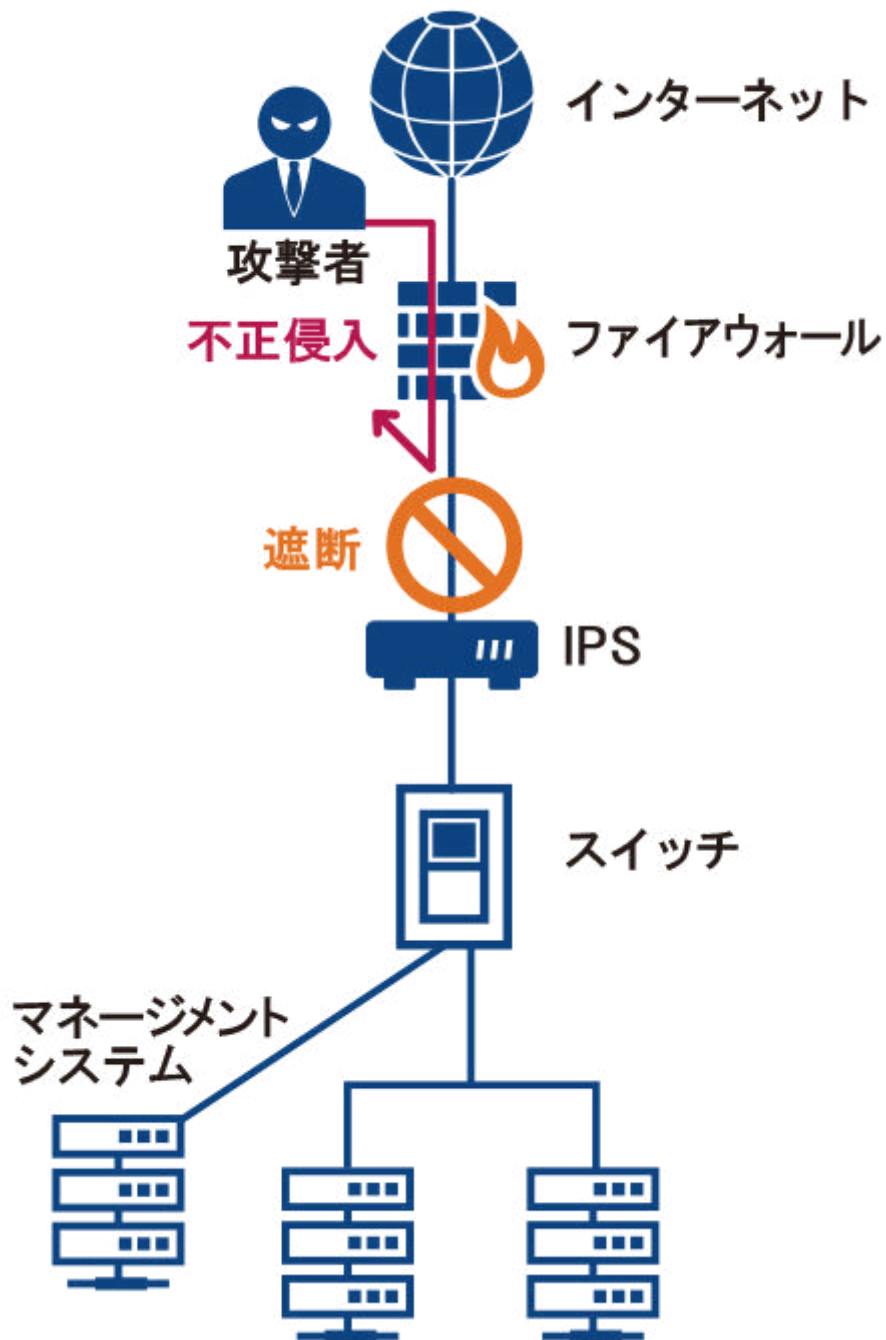 インターネット
攻撃者
不正侵入
ファイアウォール
遮断
IPS
スイッチ
マネージメント
システム